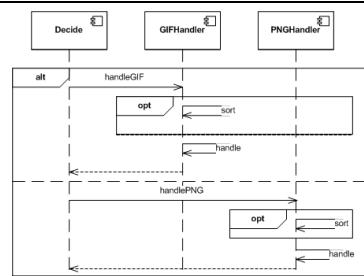 Decide GIFHandler PNGHandler
alt handleGIF
opt
sort
handle
handlePNG
opt
sort
handle